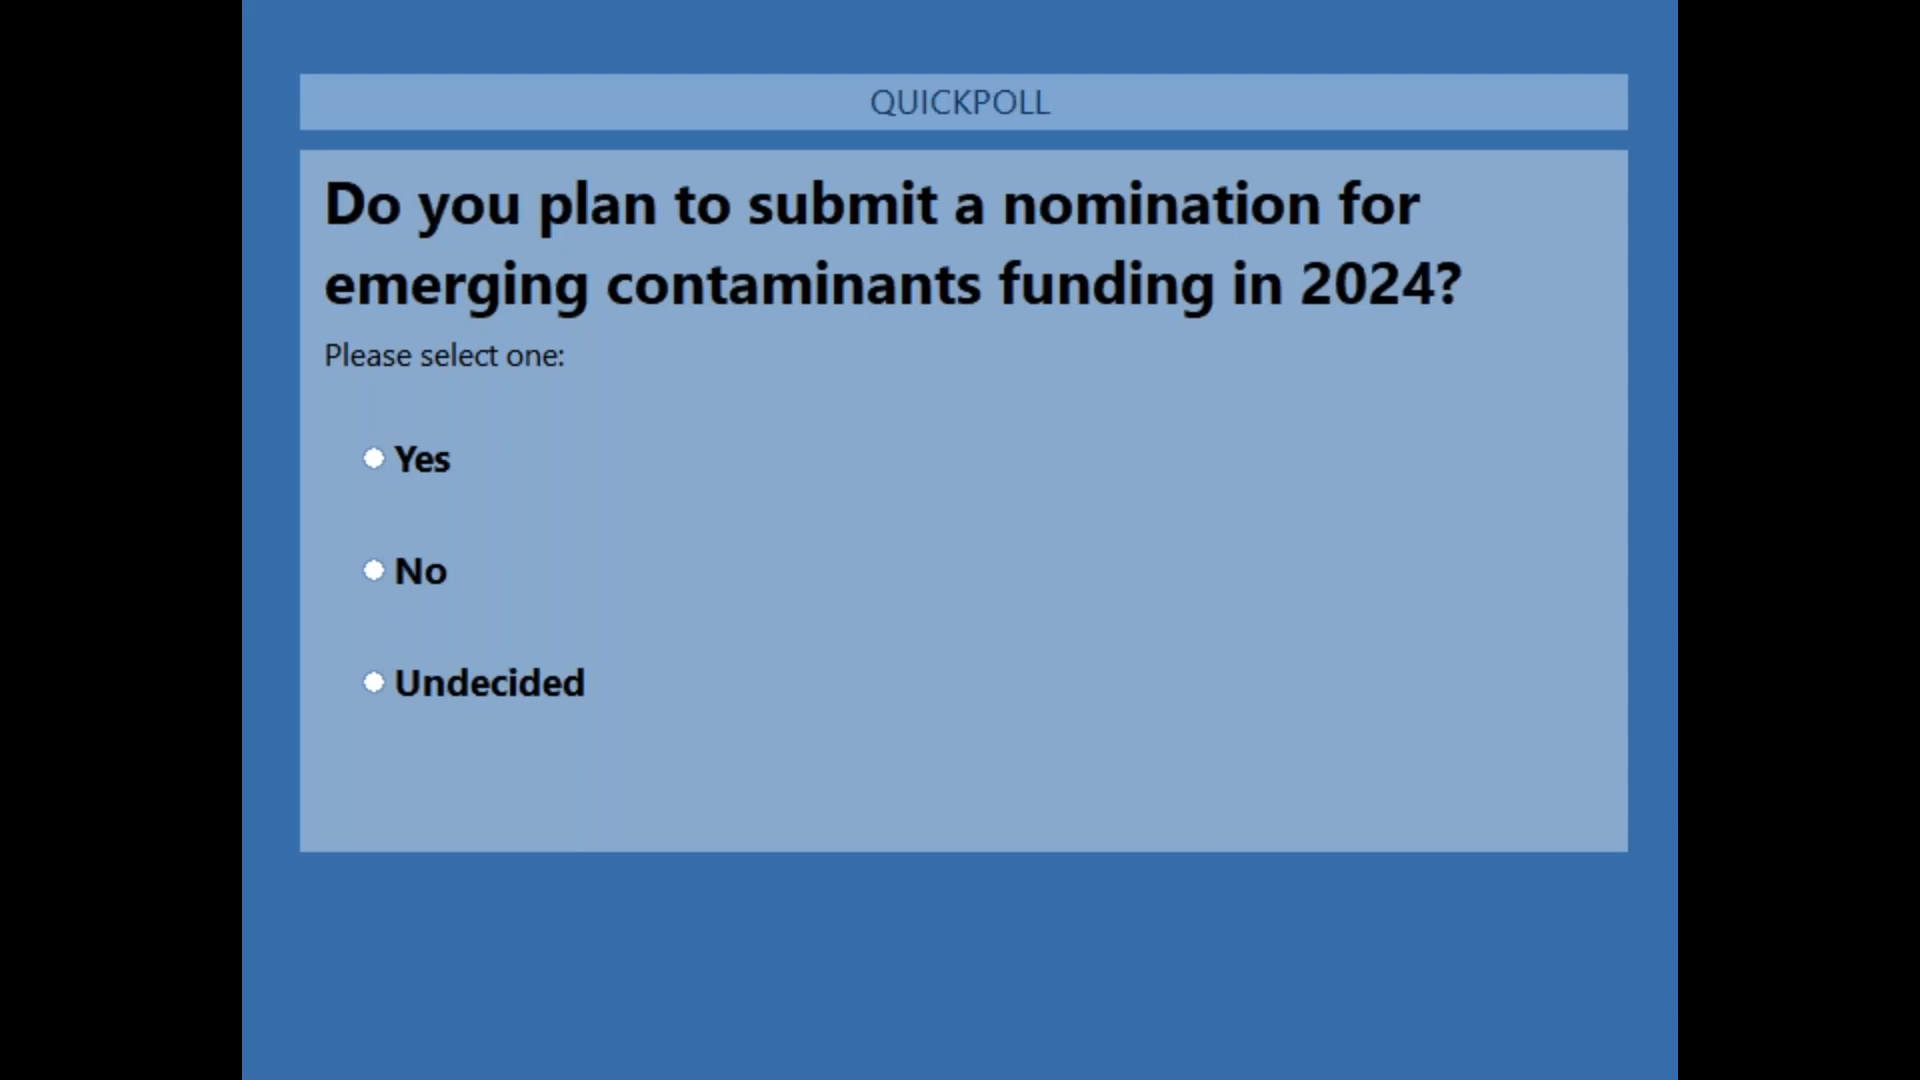 QUICKPOLL
Do you plan to submit a nomination for
emerging contaminants funding in 2024?
Please select one:
Yes
No
Undecided